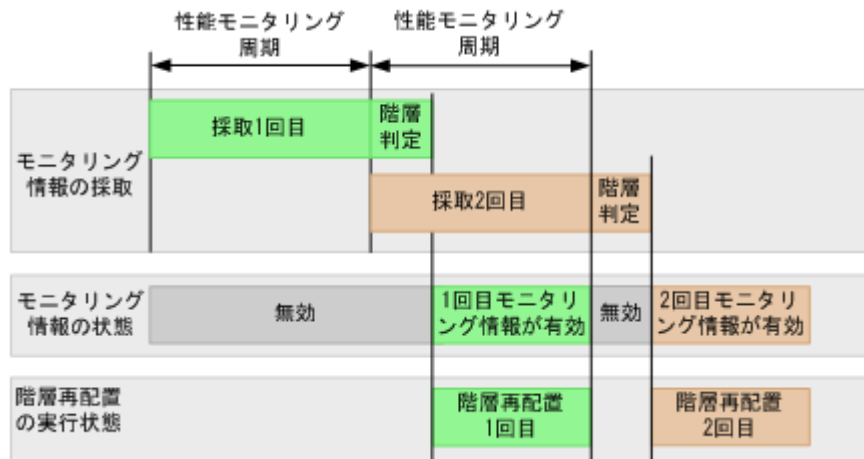 性能モニタリング
周期
性能モニタリング
周期
モニタリング
情報の採取
採取1回目
階層
判定
採取2回目
階層
判定
モニタリング
情報の状態
無効
1回目モニタリ
ング情報が有効
無効
2回目モニタリ
ング情報が有効
階層再配置
の実行状態
階層再配置
1回目
階層再配置
2回目